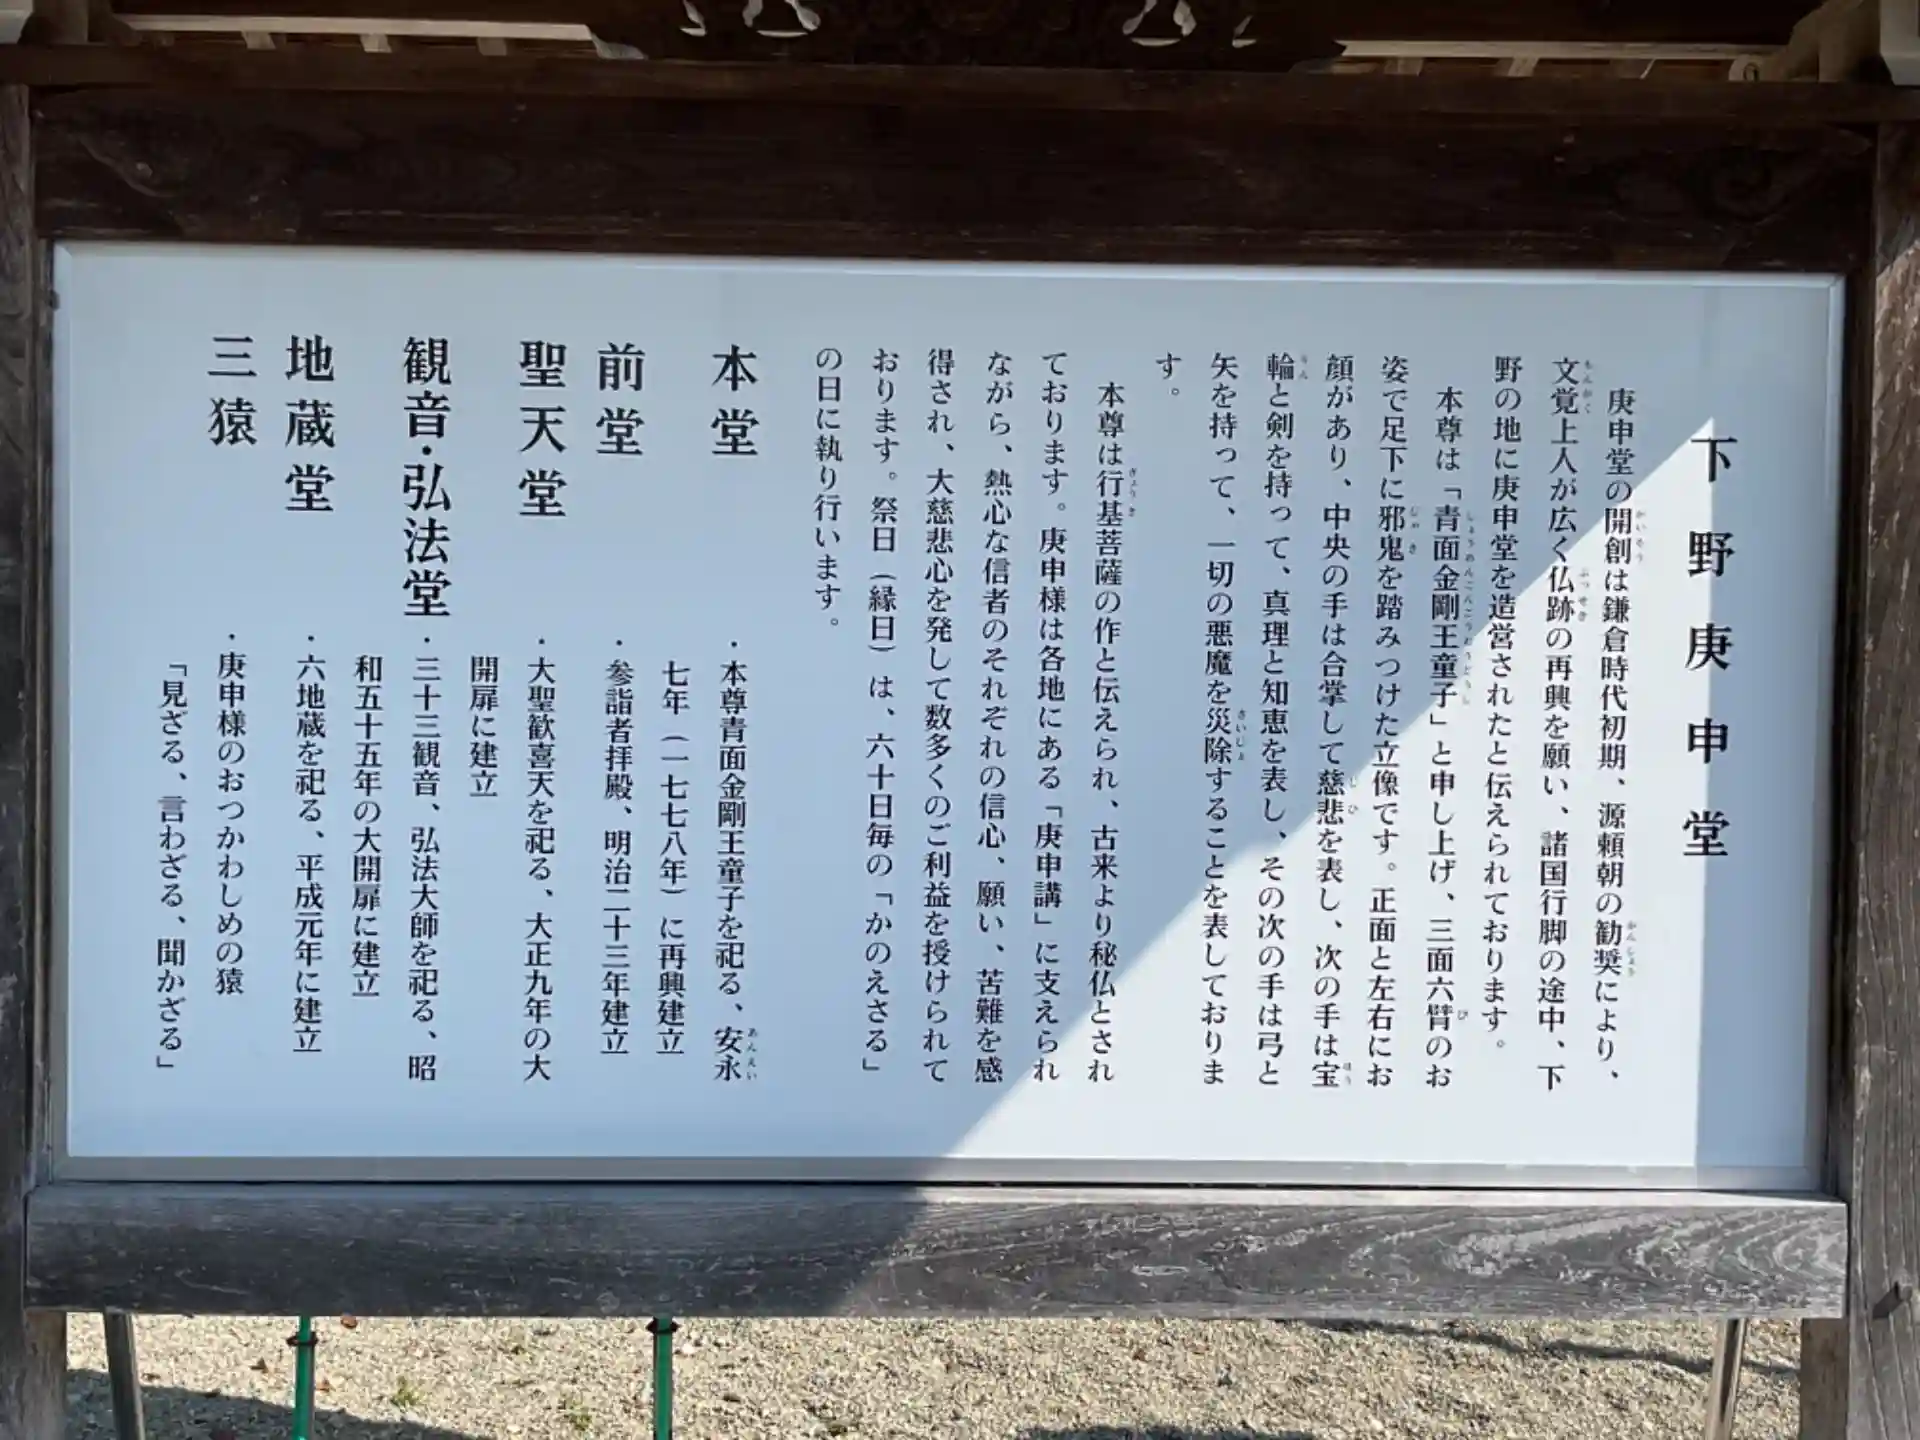 下野庚申堂
庚申堂の開創は鎌倉時代初期、源頼朝の勧奨により、
文覚上人が広く仏跡の再興を願い、諸国行脚の途中、下
野の地に庚申堂を造営されたと伝えられております。
本尊は「青面金剛王童子」と申し上げ、三面六臂のお
姿で足下に邪鬼を踏みつけた立像です。正面と左右にお
顔があり、中央の手は合掌して慈悲を表し、次の手は宝
輪と剣を持って、真理と知恵を表し、その次の手は弓と
矢を持って、一切の悪魔を災除することを表しておりま
す。
本尊は行基菩薩の作と伝えられ、古来より秘仏とされ
ております。庚申様は各地にある「庚申講」に支えられ
ながら、熱心な信者のそれぞれの信心、願い、苦難を感
得され、大慈悲心を発して数多くのご利益を授けられて
おります。祭日（縁日）は、六十日毎の「かのえさる」
の日に執り行います。
本堂 ・本尊青面金剛王童子を祀る、安永
七年（一七七八年）に再興建立
前堂 ・参詣者拝殿、明治二十三年建立
聖天堂 ・大聖歓喜天を祀る、大正九年の大
開扉に建立
観音・弘法堂 ・三十三観音、弘法大師を祀る、昭
和五十五年の大開扉に建立
地蔵堂 ・六地蔵を祀る、平成元年に建立
三猿 ・庚申様のおつかわしめの猿
「見ざる、言わざる、聞かざる」